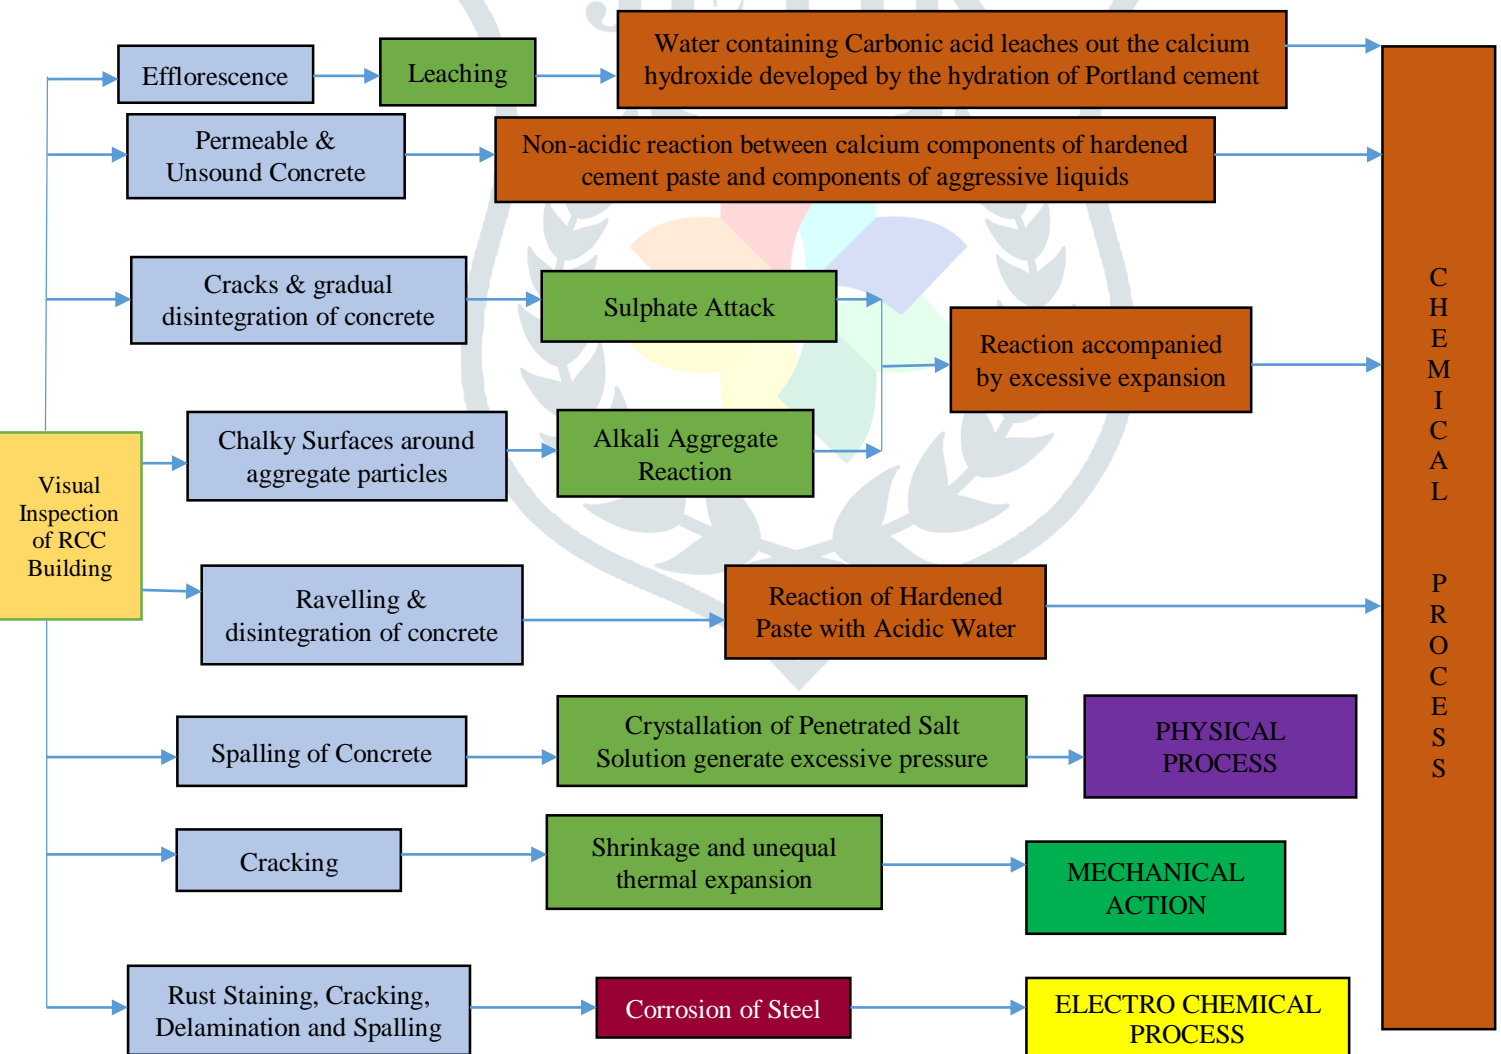 Efflorescence
Leaching
Water containing Carbonic acid leaches out the calcium
hydroxide developed by the hydration of Portland cement
Permeable &
Unsound Concrete
Non-acidic reaction between calcium components of hardened
cement paste and components of aggressive liquids
Cracks & gradual
disintegration of concrete
Sulphate Attack
Reaction accompanied
by excessive expansion
Chalky Surfaces around
aggregate particles
Alkali Aggregate
Reaction
Visual
Inspection
of RCC
Building
Ravelling &
disintegration of concrete
Reaction of Hardened
Paste with Acidic Water
Spalling of Concrete
Crystallation of Penetrated Salt
Solution generate excessive pressure
PHYSICAL
PROCESS
Cracking
Shrinkage and unequal
thermal expansion
MECHANICAL
ACTION
Rust Staining, Cracking,
Delamination and Spalling
Corrosion of Steel
ELECTRO CHEMICAL
PROCESS
C
H
E
M
I
C
A
L
P
R
O
C
E
S
S